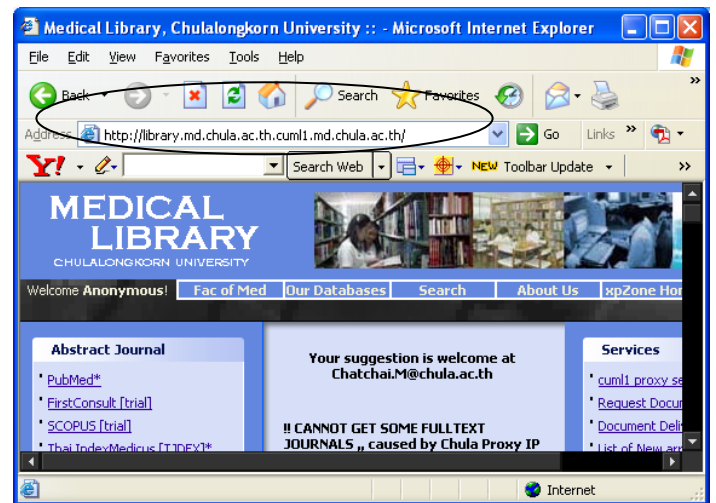 Medical Library, Chulalongkorn University :: - Microsoft Internet Explorer
File Edit View Favorites Tools Help
Back Search Favorites »
Address http://library.md.chula.ac.th.cuml1.md.chula.ac.th/ Go Links »
Y! Search Web NEW Toolbar Update »
MEDICAL
LIBRARY
CHULALONGKORN UNIVERSITY
Welcome Anonymous! Fac of Med Our Databases Search About Us xpZone Hor
Abstract Journal
PubMed*
FirstConsult [trial]
SCOPUS [trial]
Thai IndexMedicus [TJDEX]*
Your suggestion is welcome at
Chatchai.M@chula.ac.th
!! CANNOT GET SOME FULLTEXT
JOURNALS ,, caused by Chula Proxy IP
Services
cuml1 proxy se
Request Docur
Document Deli
List of New arr
Internet